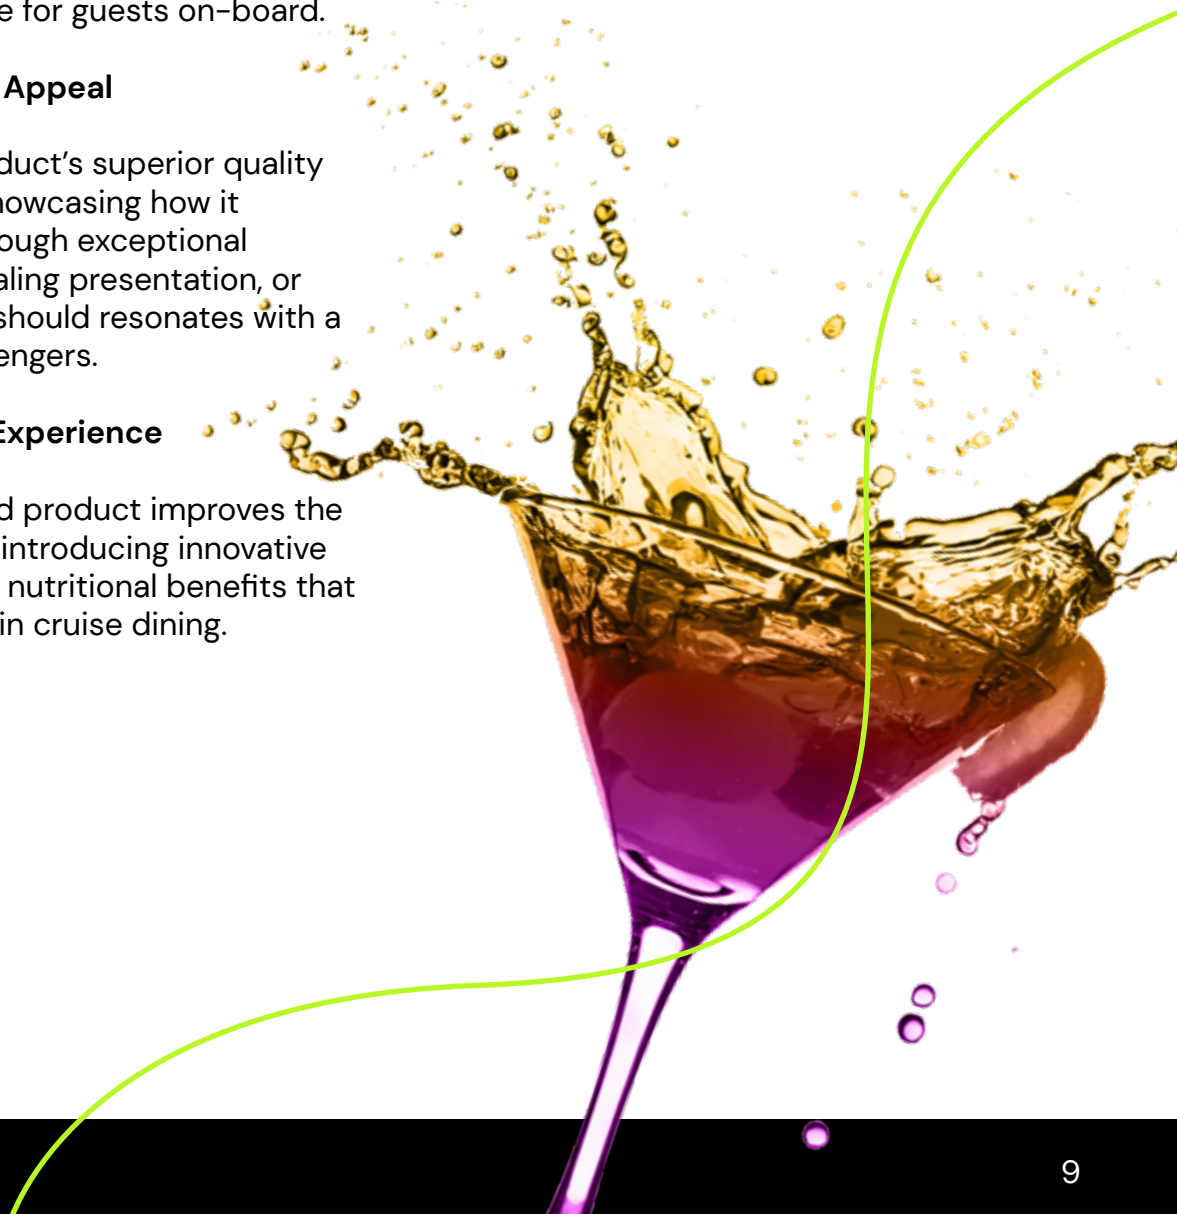 e for guests on-board.
Appeal
duct’s superior quality
howcasing how it
ough exceptional
aling presentation, or
should resonates with a
engers.
Experience
d product improves the
introducing innovative
nutritional benefits that
in cruise dining.
9